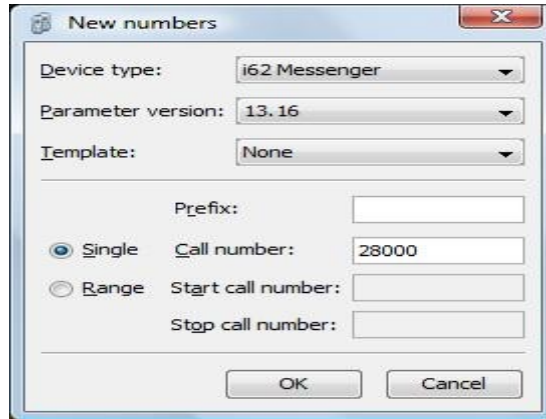 New numbers
Device type: i62 Messenger
Parameter version: 13.16
Template: None
Prefix:
Single Call number: 28000
Range Start call number:
Stop call number:
OK Cancel